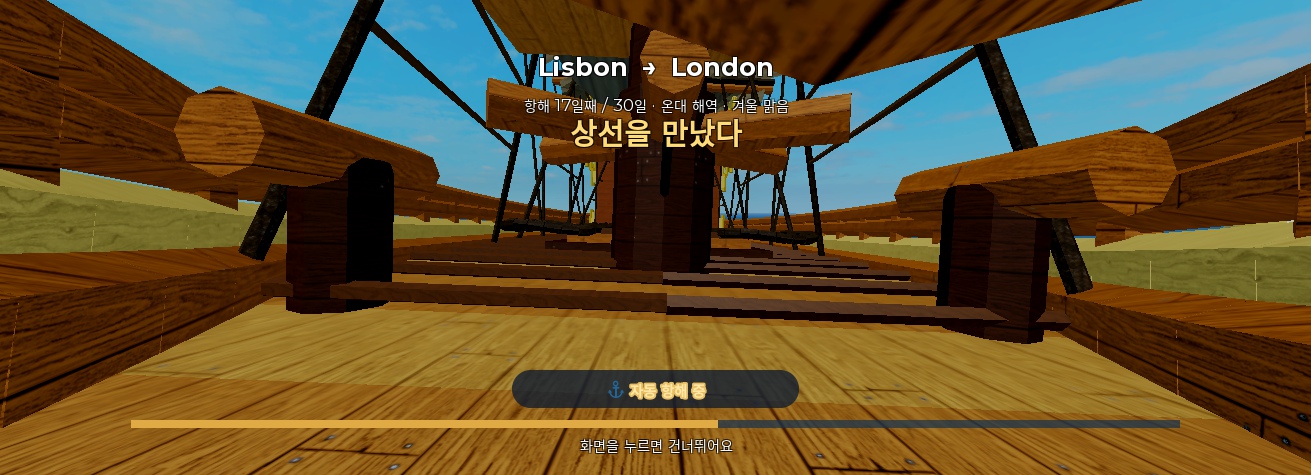 Lisbon → London
항해 17일째 / 30일 · 온대 해역 · 겨울 맑음
상선을 만났다
⚓ 자동 항해 중
화면을 누르면 건너뛰어요